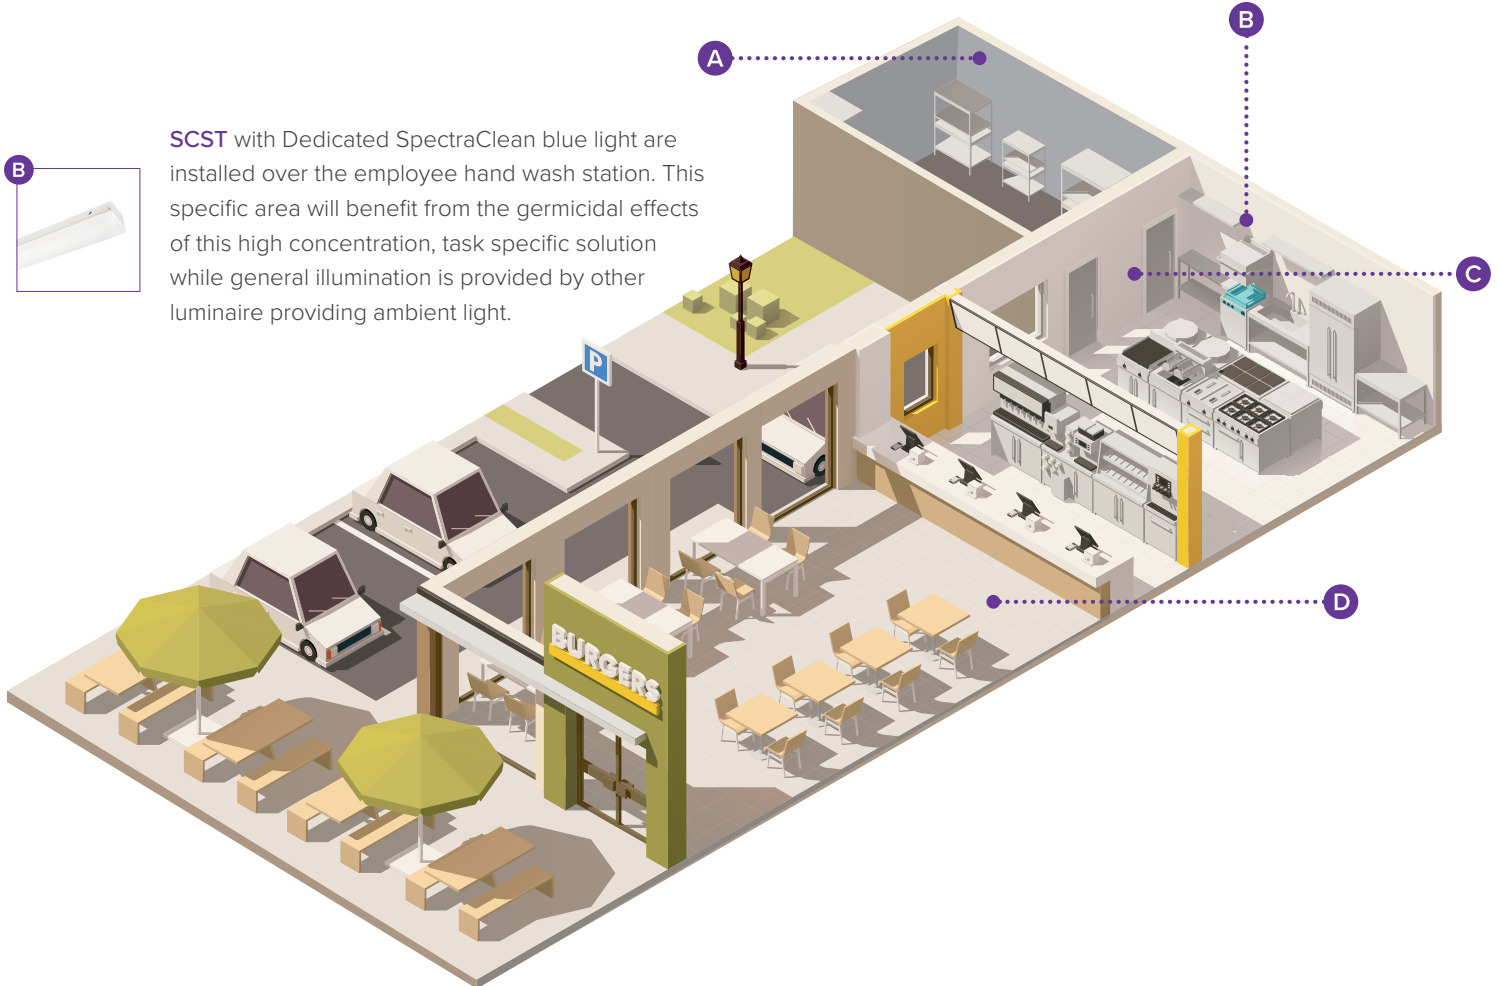 A
B
B
SCST with Dedicated SpectraClean blue light are
installed over the employee hand wash station. This
specific area will benefit from the germicidal effects
of this high concentration, task specific solution
while general illumination is provided by other
luminaire providing ambient light.
C
P
D
BURGERS